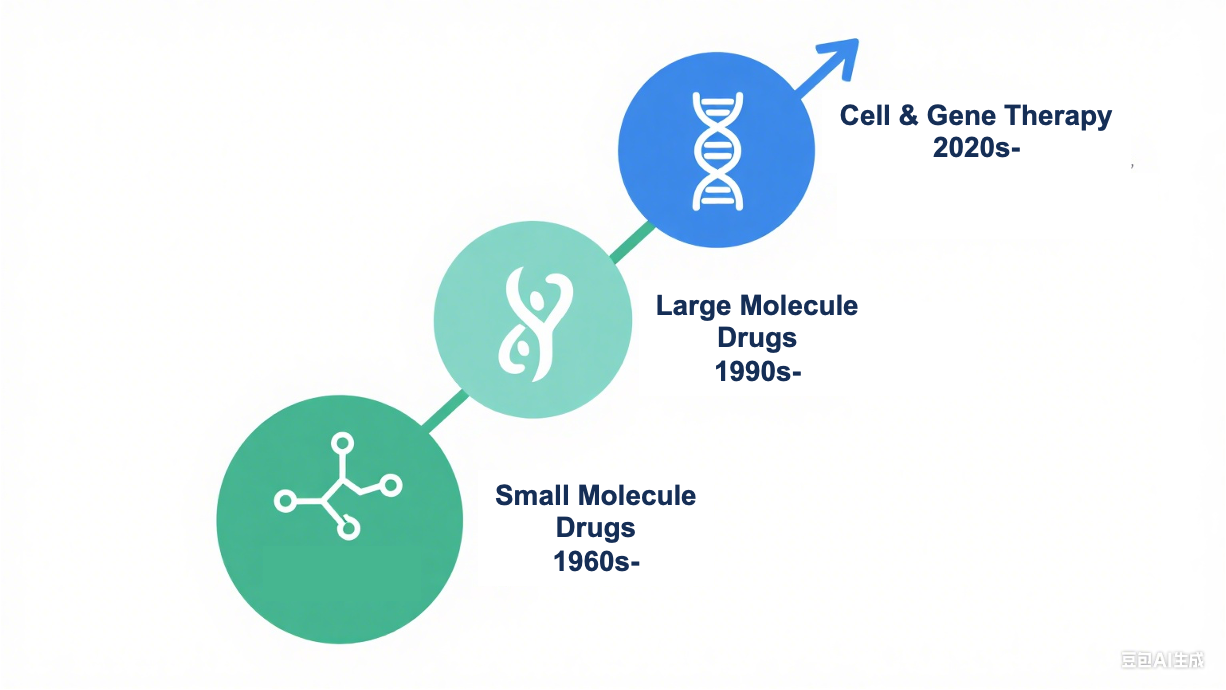 Cell & Gene Therapy
2020s-
,
Large Molecule
Drugs
1990s-
Small Molecule
Drugs
1960s-
豆包AI生成